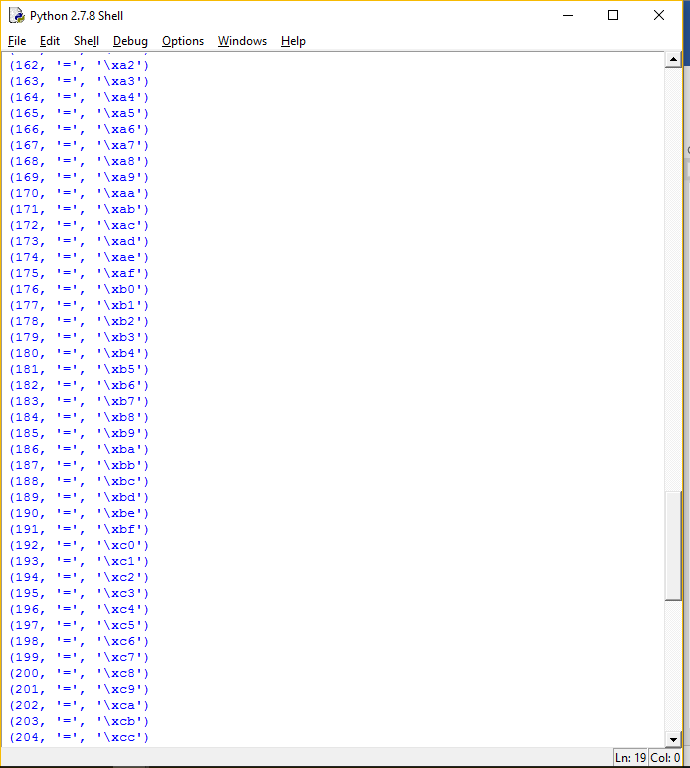 Python 2.7.8 Shell
File Edit Shell Debug Options Windows Help
(162, '=', '\xa2')
(163, '=', '\xa3')
(164, '=', '\xa4')
(165, '=', '\xa5')
(166, '=', '\xa6')
(167, '=', '\xa7')
(168, '=', '\xa8')
(169, '=', '\xa9')
(170, '=', '\xaa')
(171, '=', '\xab')
(172, '=', '\xac')
(173, '=', '\xad')
(174, '=', '\xae')
(175, '=', '\xaf')
(176, '=', '\xb0')
(177, '=', '\xb1')
(178, '=', '\xb2')
(179, '=', '\xb3')
(180, '=', '\xb4')
(181, '=', '\xb5')
(182, '=', '\xb6')
(183, '=', '\xb7')
(184, '=', '\xb8')
(185, '=', '\xb9')
(186, '=', '\xba')
(187, '=', '\xbb')
(188, '=', '\xbc')
(189, '=', '\xbd')
(190, '=', '\xbe')
(191, '=', '\xbf')
(192, '=', '\xc0')
(193, '=', '\xc1')
(194, '=', '\xc2')
(195, '=', '\xc3')
(196, '=', '\xc4')
(197, '=', '\xc5')
(198, '=', '\xc6')
(199, '=', '\xc7')
(200, '=', '\xc8')
(201, '=', '\xc9')
(202, '=', '\xca')
(203, '=', '\xcb')
(204, '=', '\xcc')
Ln: 19 Col: 0